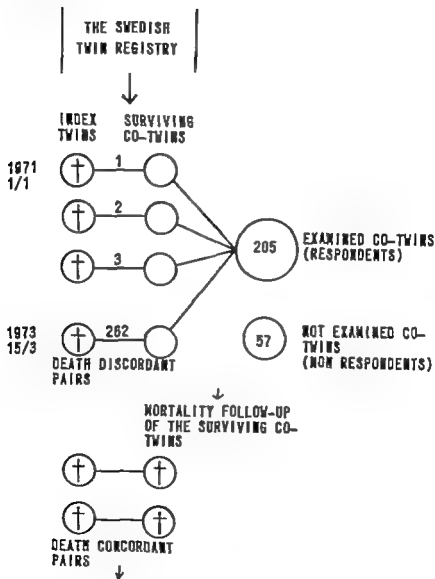 THE SWEDISH
TWIN REGISTRY
INDEX TWINS
SURVIVING CO-TWINS
1971
1/1
1
2
3
205
EXAMINED CO-TWINS
(RESPONDENTS)
1973
15/3
262
57
NOT EXAMINED CO-
TWINS
(NON RESPONDENTS)
DEATH DISCORDANT
PAIRS
MORTALITY FOLLOW-UP
OF THE SURVIVING CO-
TWINS
DEATH CONCORDANT
PAIRS